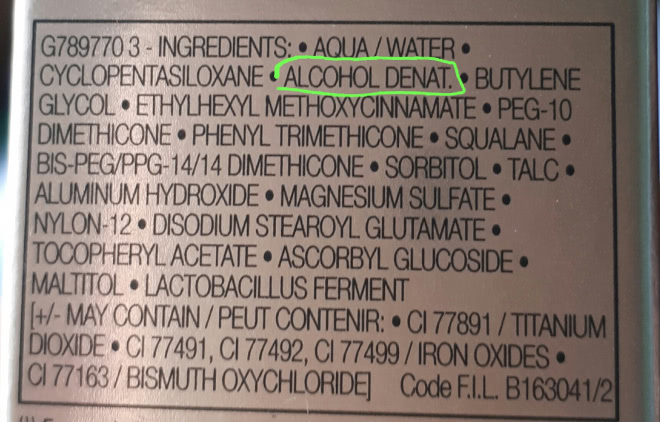 G789770 3 - INGREDIENTS: • AQUA / WATER •
CYCLOPENTASILOXANE • ALCOHOL DENAT. • BUTYLENE
GLYCOL • ETHYLHEXYL METHOXYCINNAMATE • PEG-10
DIMETHICONE • PHENYL TRIMETHICONE • SQUALANE •
BIS-PEG/PPG-14/14 DIMETHICONE • SORBITOL • TALC •
ALUMINUM HYDROXIDE • MAGNESIUM SULFATE •
NYLON-12 • DISODIUM STEAROYL GLUTAMATE •
TOCOPHERYL ACETATE • ASCORBYL GLUCOSIDE •
MALTITOL • LACTOBACILLUS FERMENT
[+/- MAY CONTAIN / PEUT CONTENIR: • CI 77891 / TITANIUM
DIOXIDE • CI 77491, CI 77492, CI 77499 / IRON OXIDES •
CI 77163 / BISMUTH OXYCHLORIDE] Code F.I.L. B163041/2